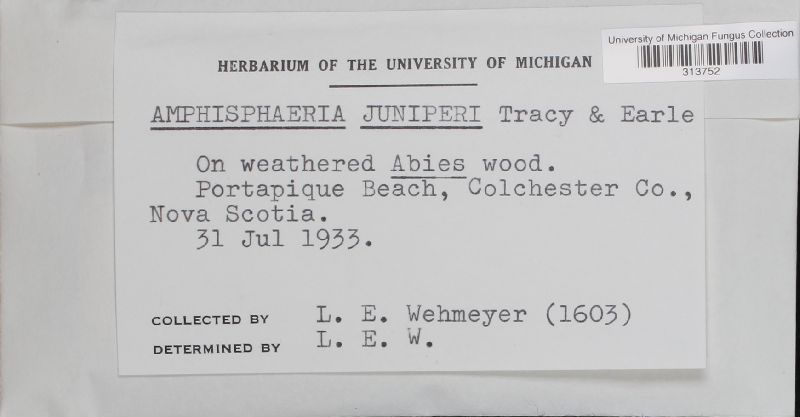 University of Michigan Fungus Collection
313752
HERBARIUM OF THE UNIVERSITY OF MICHIGAN
AMPHISPHAERIA JUNIPERI Tracy & Earle
On weathered Abies wood.
Portapique Beach, Colchester Co.,
Nova Scotia.
31 Jul 1933.
COLLECTED BY L. E. Wehmeyer (1603)
DETERMINED BY L. E. W.